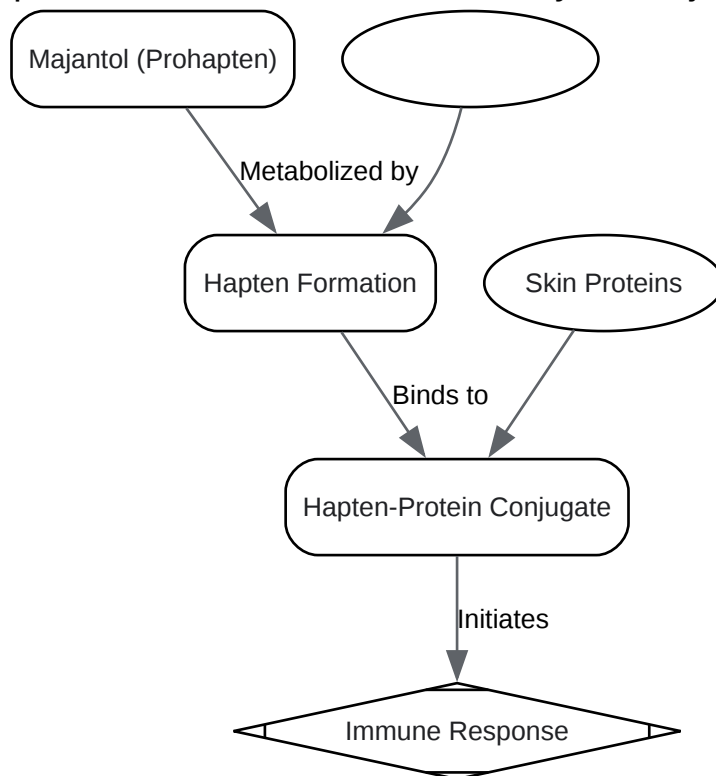 Majantol (Prohapten)
Metabolized by
Hapten Formation
Skin Proteins
Binds to
Hapten-Protein Conjugate
Initiates
Immune Response